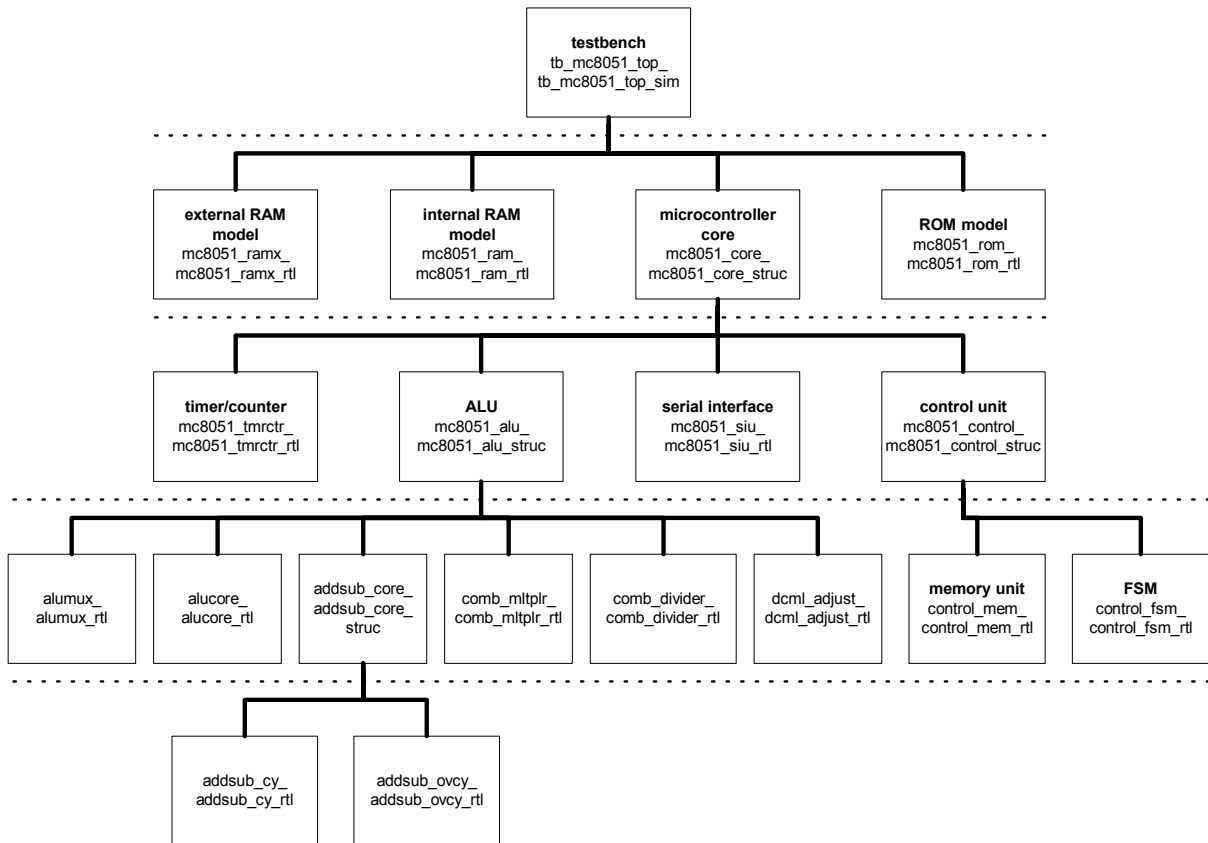 testbench
tb_mc8051_top_
tb_mc8051_top_sim
external RAM
model
mc8051_ramx_
mc8051_ramx_rtl
internal RAM
model
mc8051_ram_
mc8051_ram_rtl
microcontroller
core
mc8051_core_
mc8051_core_struc
ROM model
mc8051_rom_
mc8051_rom_rtl
timer/counter
mc8051_tmrctr_
mc8051_tmrctr_rtl
ALU
mc8051_alu_
mc8051_alu_struc
serial interface
mc8051_siu_
mc8051_siu_rtl
control unit
mc8051_control_
mc8051_control_struc
alumux_
alumux_rtl
alucore_
alucore_rtl
addsub_core_
addsub_core_
struc
comb_mltplr_
comb_mltplr_rtl
comb_divider_
comb_divider_rtl
dcml_adjust_
dcml_adjust_rtl
memory unit
control_mem_
control_mem_rtl
FSM
control_fsm_
control_fsm_rtl
addsub_cy_
addsub_cy_rtl
addsub_ovcy_
addsub_ovcy_rtl